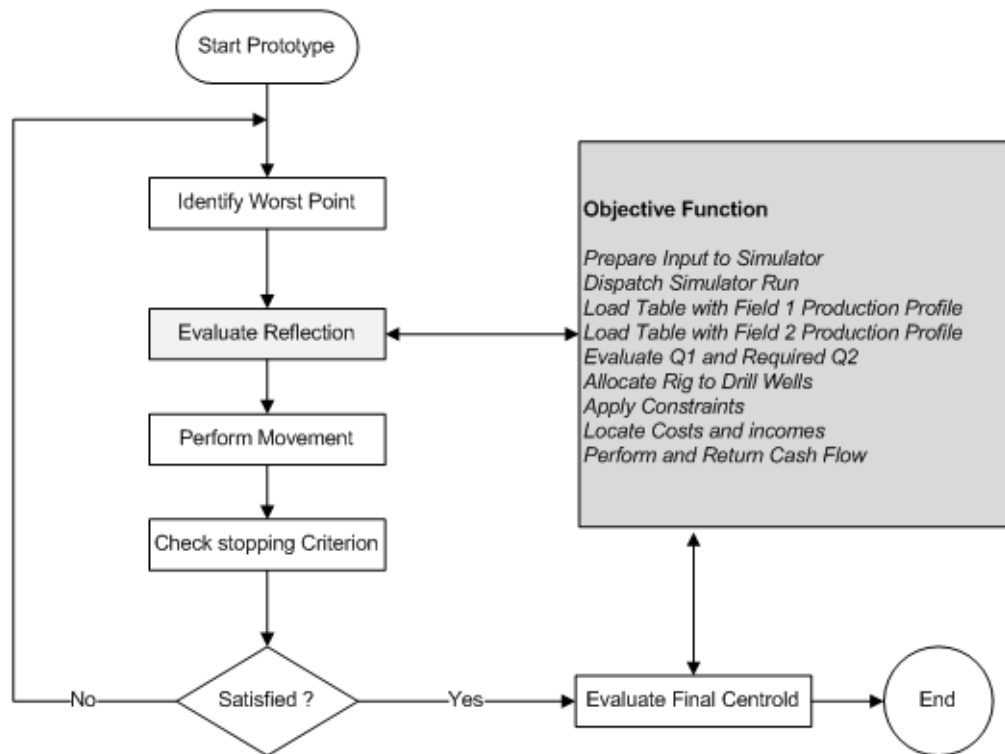 Start Prototype
Identify Worst Point
Objective Function
Prepare Input to Simulator
Dispatch Simulator Run
Load Table with Field 1 Production Profile
Load Table with Field 2 Production Profile
Evaluate Q1 and Required Q2
Allocate Rig to Drill Wells
Apply Constraints
Locate Costs and incomes
Perform and Return Cash Flow
Evaluate Reflection
Perform Movement
Check stopping Criterion
No
Satisfied ?
Yes
Evaluate Final Centrold
End